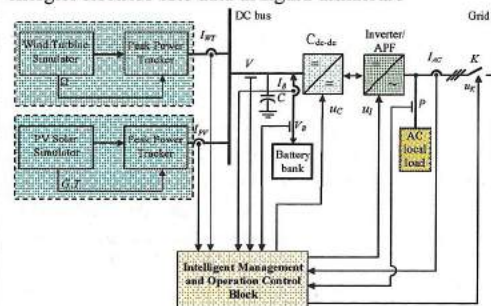 DC bus
Grid
Wind Turbine
Simulator
Peak Power
Tracker
Ω
I_WT
V
I_B
C
V_B
C_dc-dc
Inverter/
APF
I_AC
K
u_K
u_C
u_I
P
AC
local
load
Battery
bank
PV Solar
Simulator
Peak Power
Tracker
G,T
I_PV
Intelligent Management
and Operation Control
Block